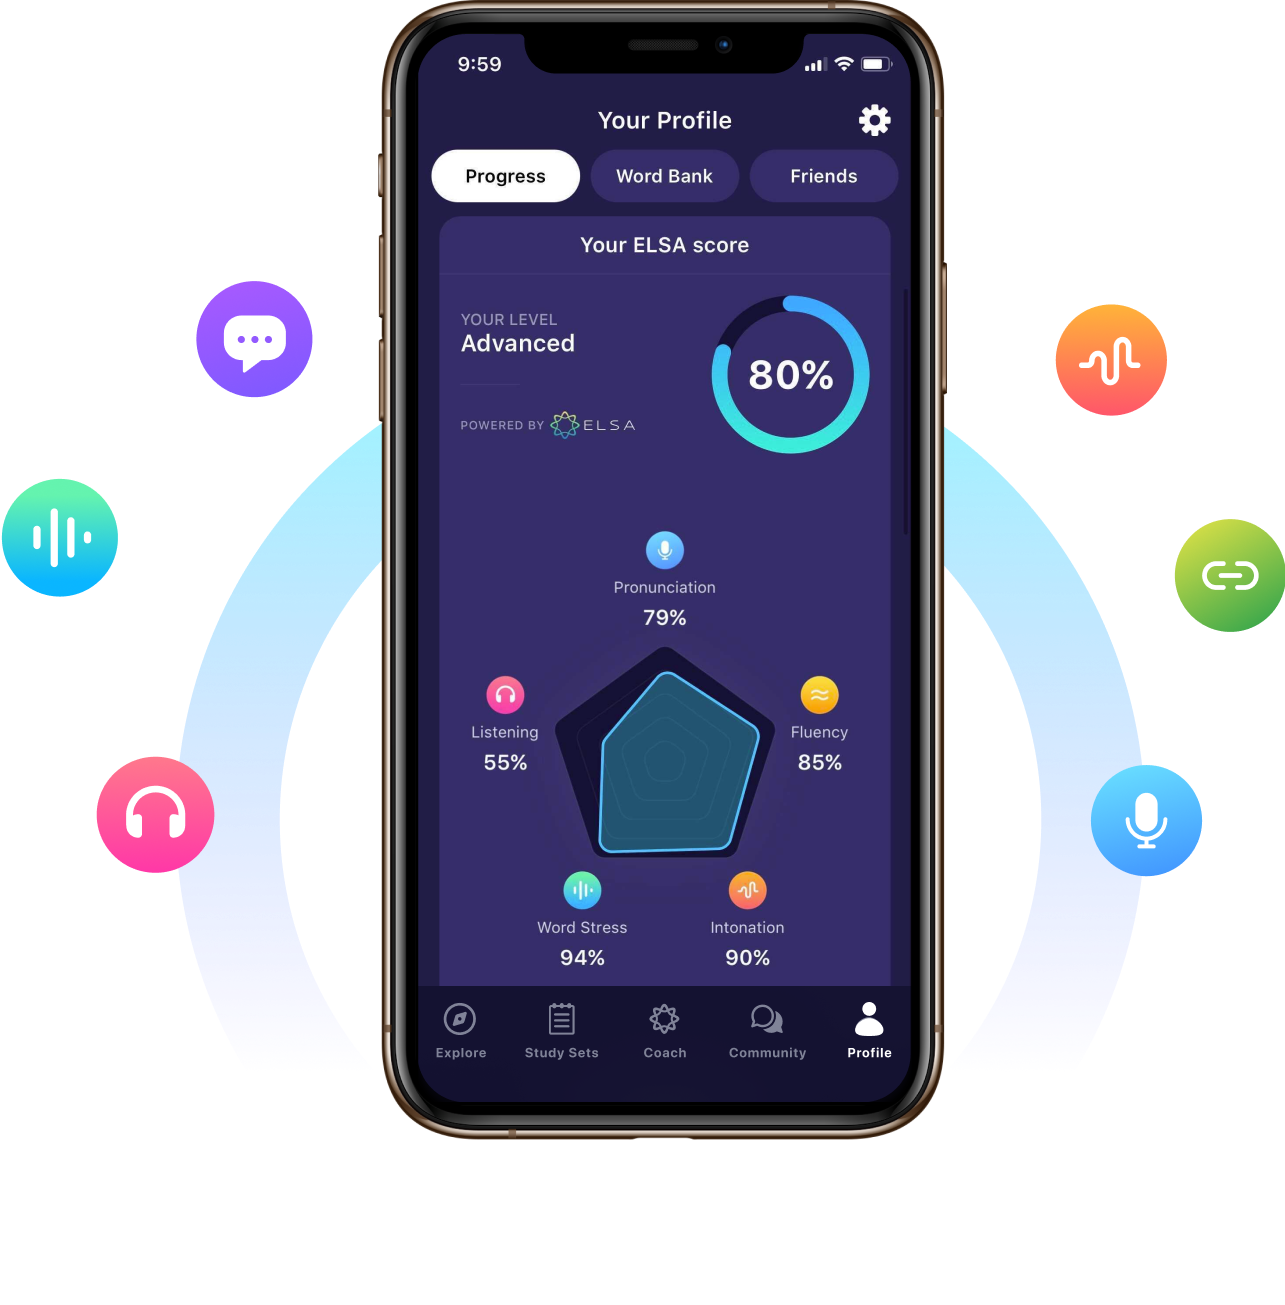 9:59
Your Profile
Progress Word Bank Friends
Your ELSA score
YOUR LEVEL
Advanced
80%
POWERED BY ELSA
Pronunciation
79%
Listening
55%
Fluency
85%
Word Stress
94%
Intonation
90%
Explore Study Sets Coach Community Profile